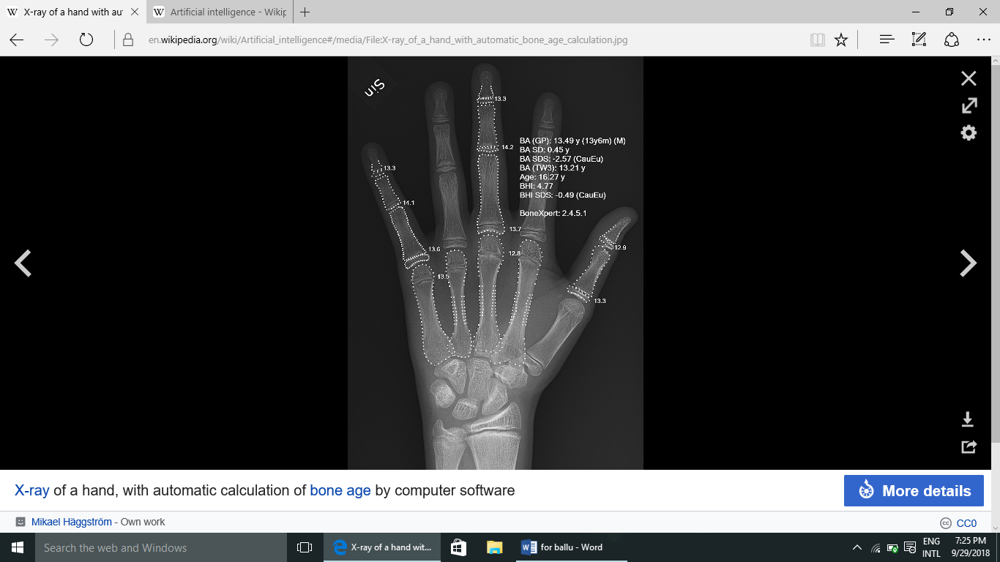 X-ray of a hand with au
Artificial intelligence - Wikip
en.wikipedia.org/wiki/Artificial_intelligence#/media/File:X-ray_of_a_hand_with_automatic_bone_age_calculation.jpg
Sin
13.3
14.2
BA (GP): 13.49 y (13y6m) (M)
BA SD: 0.45 y
BA SDS: -2.57 (CauEu)
BA (TW3): 13.21 y
Age: 16.27 y
BHI: 4.77
BHI SDS: -0.49 (CauEu)
BoneXpert: 2.4.5.1
13.3
14.1
13.7
13.6
12.8
12.9
13.5
13.3
X-ray of a hand, with automatic calculation of bone age by computer software
More details
Mikael Häggström - Own work
CC0
Search the web and Windows
X-ray of a hand wit...
for ballu - Word
ENG
INTL
7:25 PM
9/29/2018